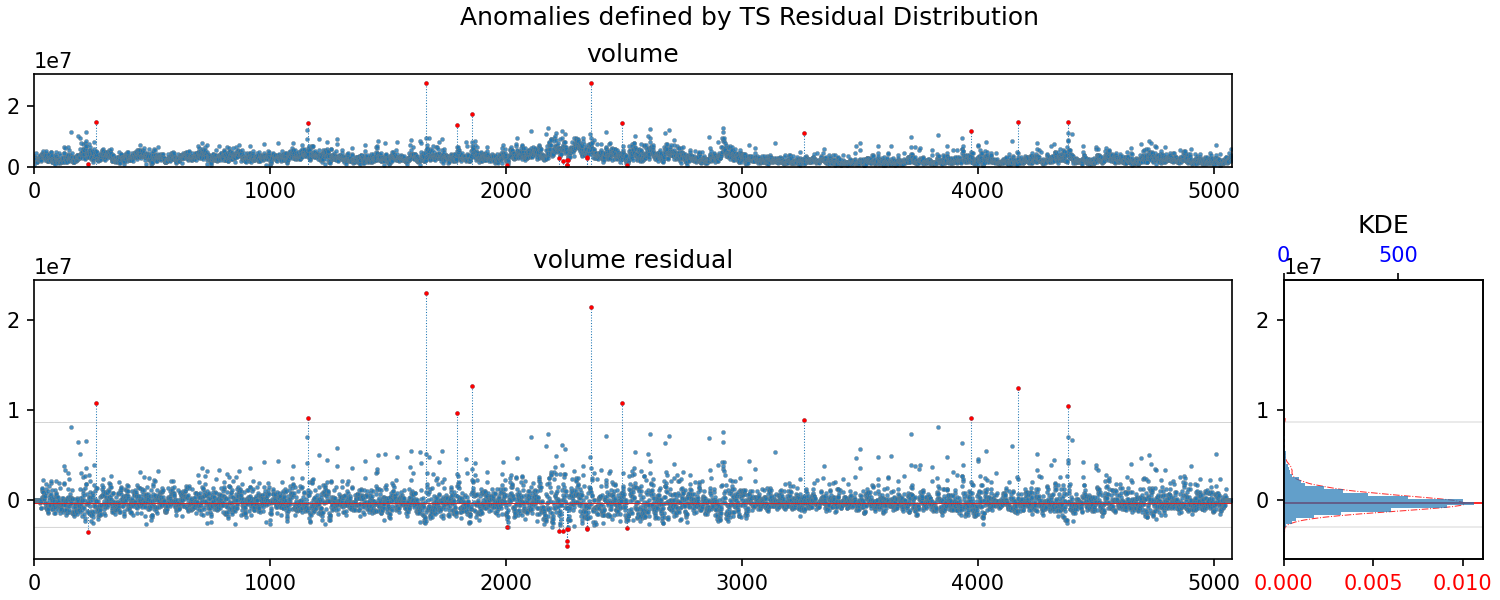 Anomalies defined by TS Residual Distribution
volume
1e7
2
0
0 1000 2000 3000 4000 5000
KDE
volume residual
0 500
1e7 1e7
2 2
1 1
0 0
0 1000 2000 3000 4000 5000 0.000 0.005 0.010